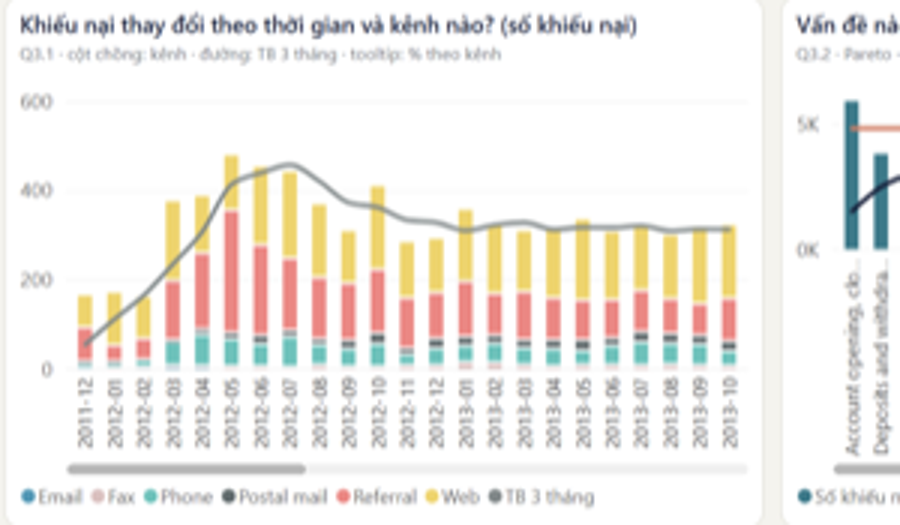 Khiếu nại thay đổi theo thời gian và kênh nào? (số khiếu nại)
Q3.1 · cột chồng: kênh · đường: TB 3 tháng · tooltip: % theo kênh
600
400
200
0
2011-12
2012-01
2012-02
2012-03
2012-04
2012-05
2012-06
2012-07
2012-08
2012-09
2012-10
2012-11
2012-12
2013-01
2013-02
2013-03
2013-04
2013-05
2013-06
2013-07
2013-08
2013-09
2013-10
Email Fax Phone Postal mail Referral Web TB 3 tháng
Vấn đề nà
Q3.2 · Pareto
5K
0K
Account opening, clo...
Deposits and withdra...
Số khiếu n